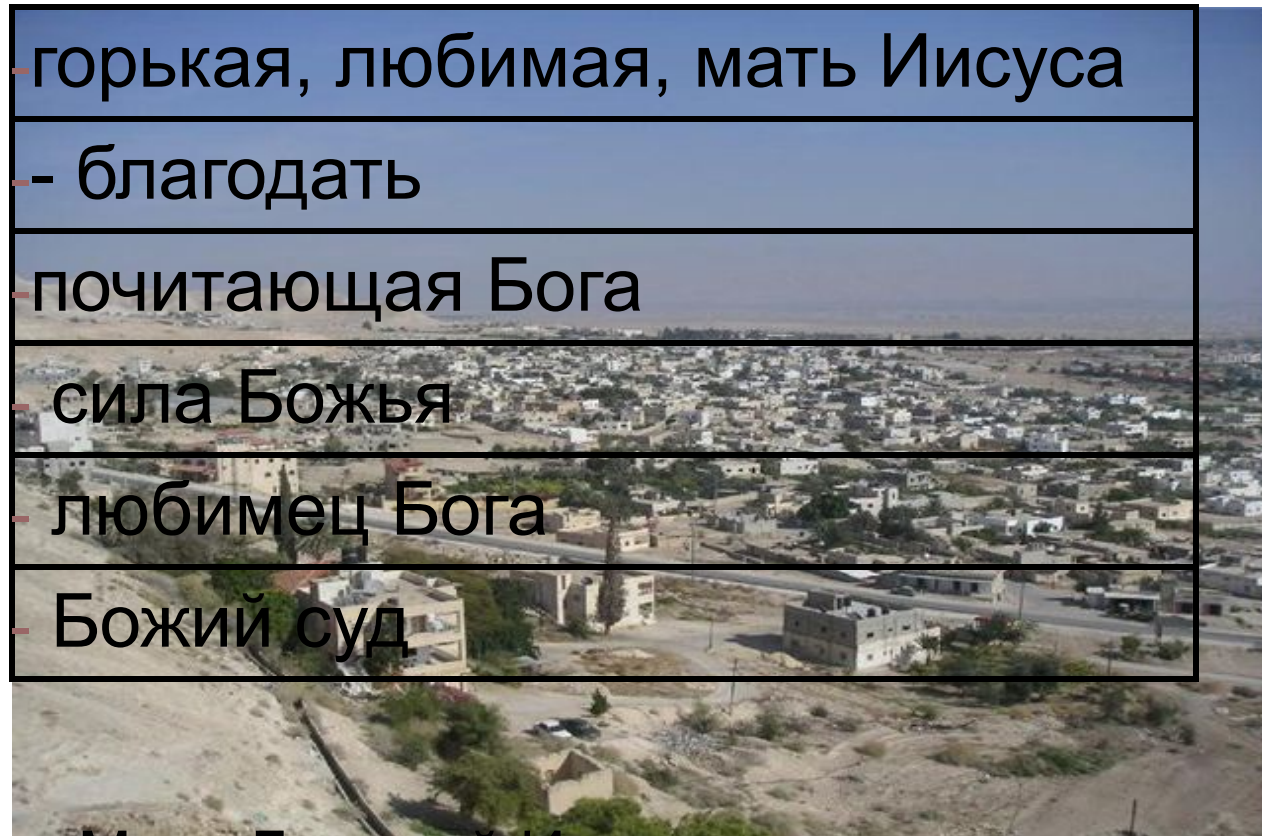 -горькая, любимая, мать Иисуса
-- благодать
-почитающая Бога
- сила Божья
- любимец Бога
- Божий суд